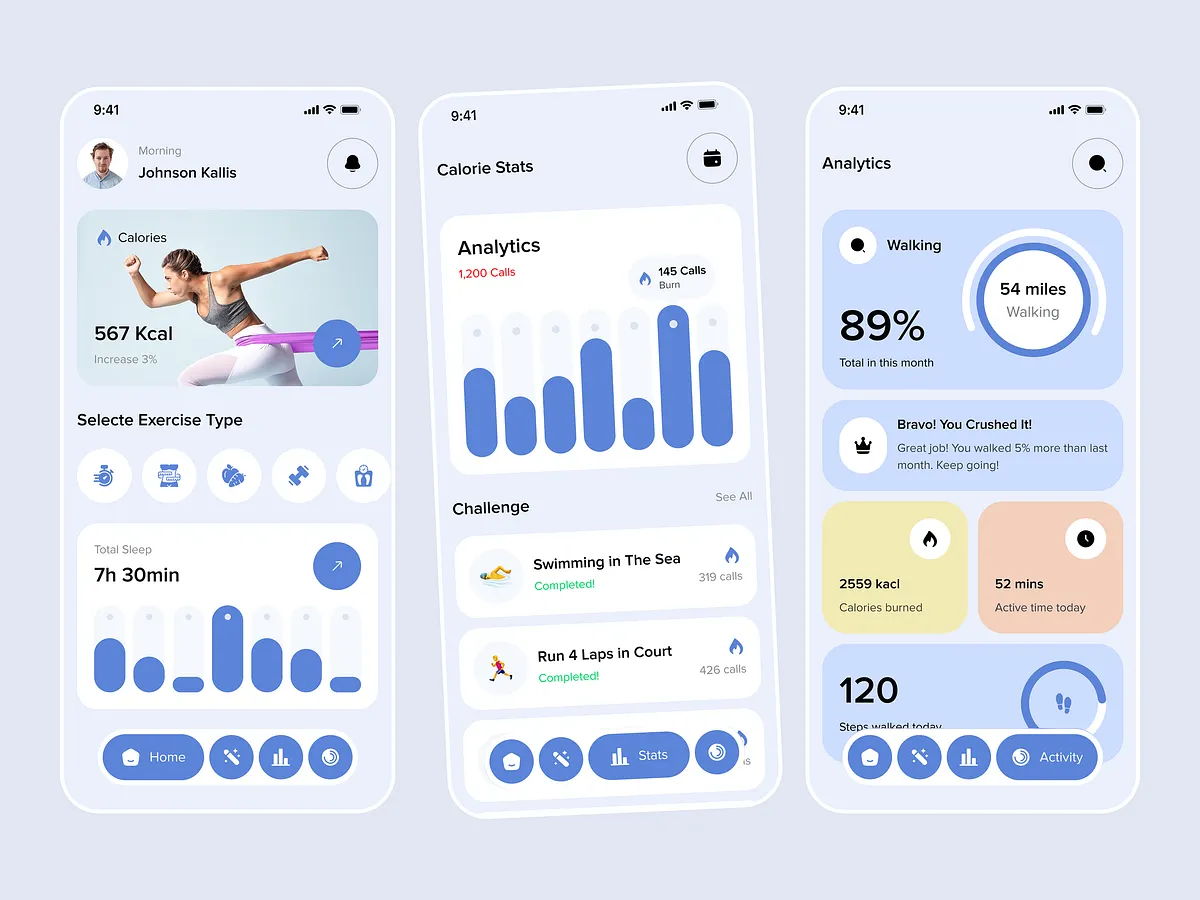 9:41
Morning
Johnson Kallis
Calories
567 Kcal
Increase 3%
Selecte Exercise Type
Total Sleep
7h 30min
Home
9:41
Calorie Stats
Analytics
1,200 Calls
145 Calls
Burn
Challenge
See All
Swimming in The Sea
Completed!
319 calls
Run 4 Laps in Court
Completed!
426 calls
Stats
9:41
Analytics
Walking
54 miles
Walking
89%
Total in this month
Bravo! You Crushed It!
Great job! You walked 5% more than last
month. Keep going!
2559 kacl
Calories burned
52 mins
Active time today
120
Steps walked today
Activity